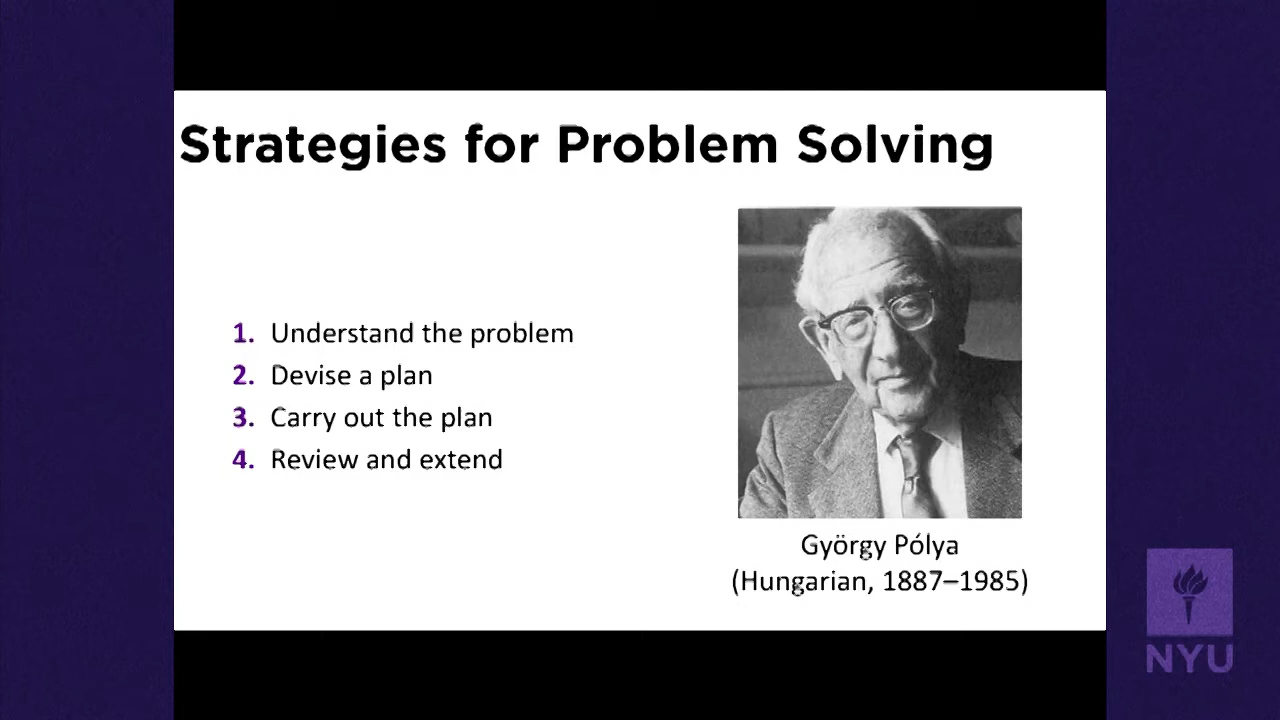 Strategies for Problem Solving
1. Understand the problem
2. Devise a plan
3. Carry out the plan
4. Review and extend
György Pólya
(Hungarian, 1887–1985)
NYU